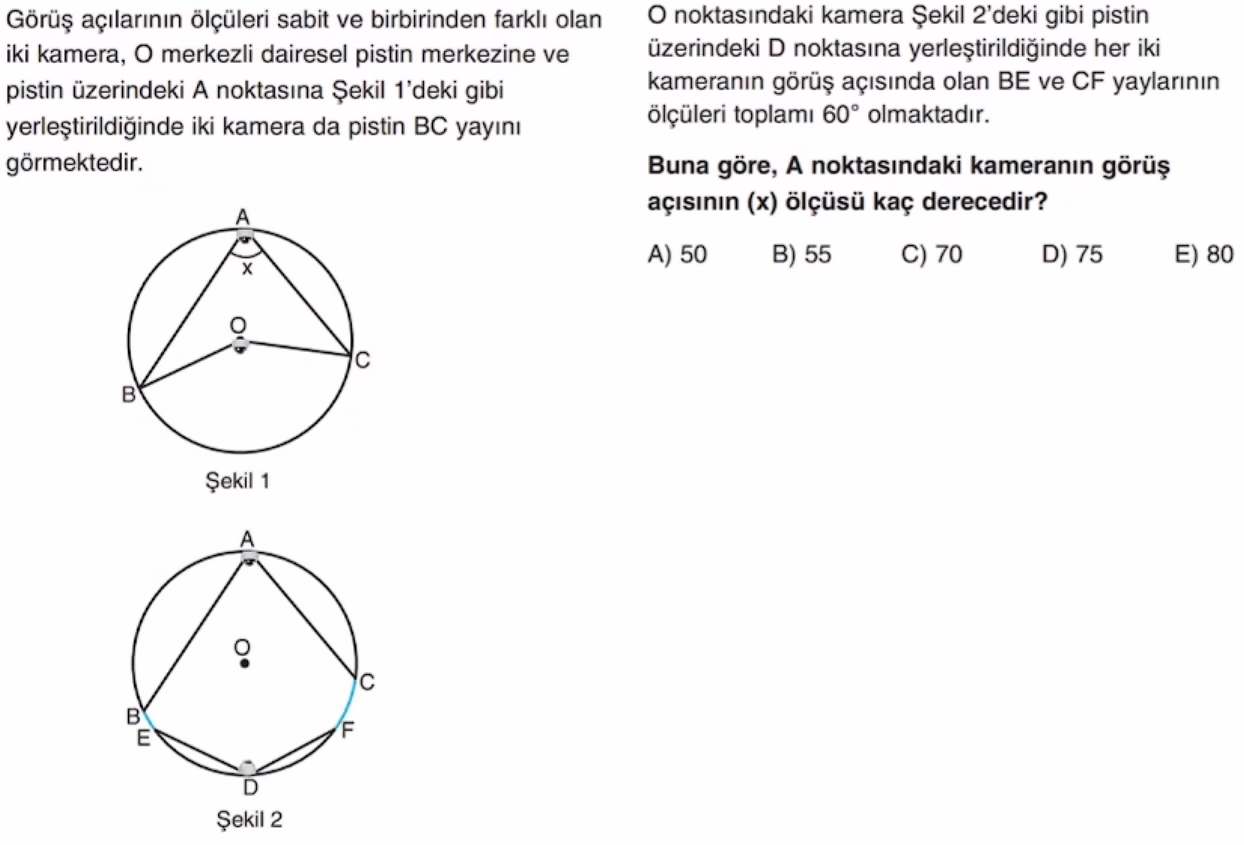 Görüş açılarının ölçüleri sabit ve birbirinden farklı olan
iki kamera, O merkezli dairesel pistin merkezine ve
pistin üzerindeki A noktasına Şekil 1’deki gibi
yerleştirildiğinde iki kamera da pistin BC yayını
görmektedir.
A
x
O
C
B
Şekil 1
A
O
C
B
E
F
D
Şekil 2
O noktasındaki kamera Şekil 2’deki gibi pistin
üzerindeki D noktasına yerleştirildiğinde her iki
kameranın görüş açısında olan BE ve CF yaylarının
ölçüleri toplamı 60° olmaktadır.
Buna göre, A noktasındaki kameranın görüş
açısının (x) ölçüsü kaç derecedir?
A) 50 B) 55 C) 70 D) 75 E) 80